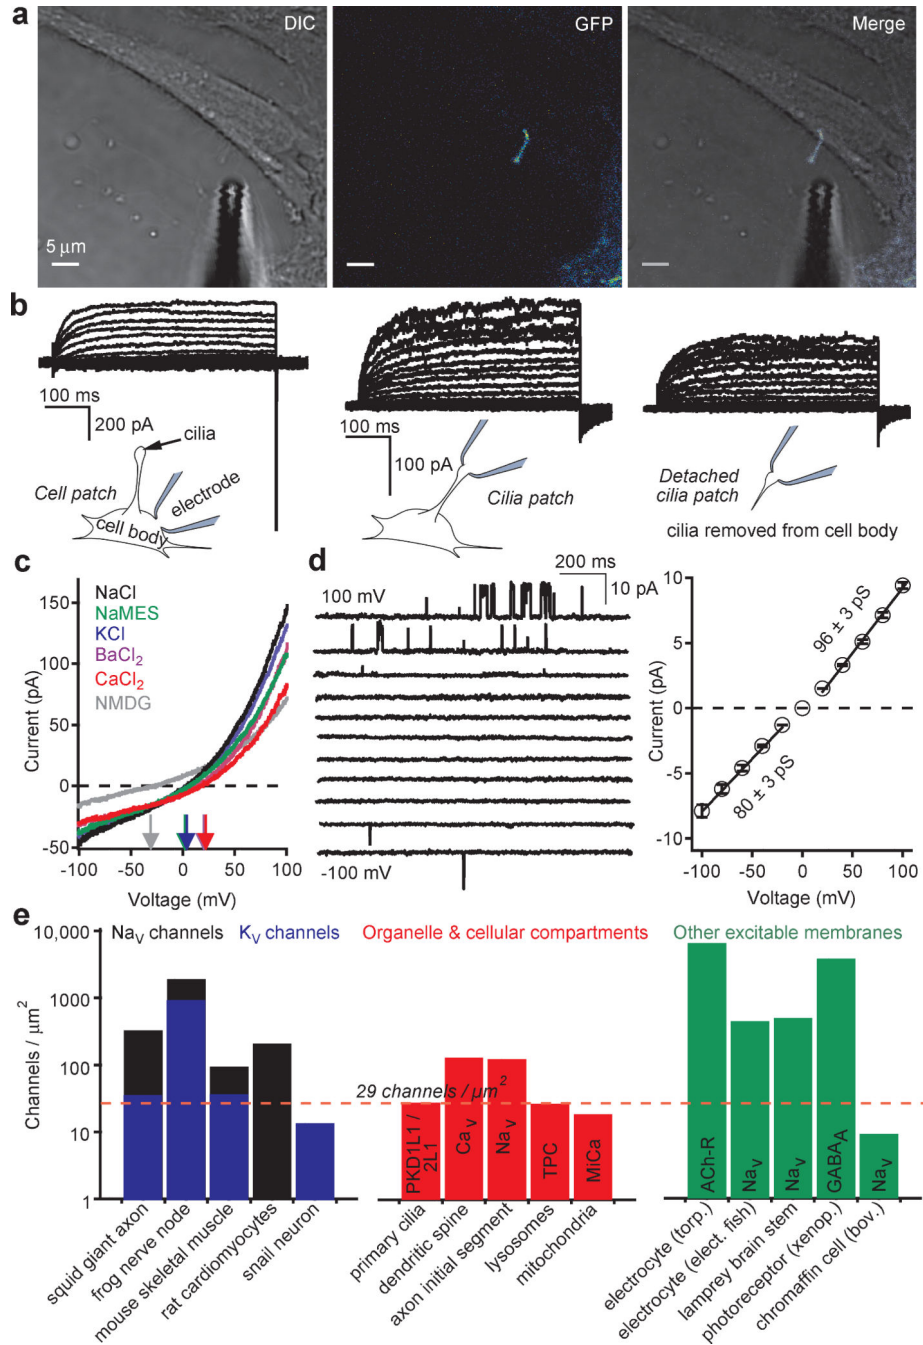 a
DIC
GFP
Merge
5 μm
b
100 ms
200 pA
cilia
Cell patch
electrode
cell body
100 ms
100 pA
Cilia patch
Detached
cilia patch
cilia removed from cell body
c
NaCl
NaMES
KCl
BaCl2
CaCl2
NMDG
Current (pA)
150
100
50
0
-50
-100
-50
0
50
100
Voltage (mV)
d
200 ms
10 pA
100 mV
-100 mV
Current (pA)
10
5
0
-5
-10
96 ± 3 pS
80 ± 3 pS
-100
-50
0
50
100
Voltage (mV)
e
NaV channels
KV channels
Organelle & cellular compartments
Other excitable membranes
Channels / μm2
10,000
1000
100
10
1
29 channels / μm2
PKD1L1 /
2L1
CaV
NaV
TPC
MiCa
ACh-R
NaV
NaV
GABAA
NaV
squid giant axon
frog nerve node
mouse skeletal muscle
rat cardiomyocytes
snail neuron
primary cilia
dendritic spine
axon initial segment
lysosomes
mitochondria
electrocyte (torp.)
electrocyte (elect. fish)
lamprey brain stem
photoreceptor (xenop.)
chromaffin cell (bov.)